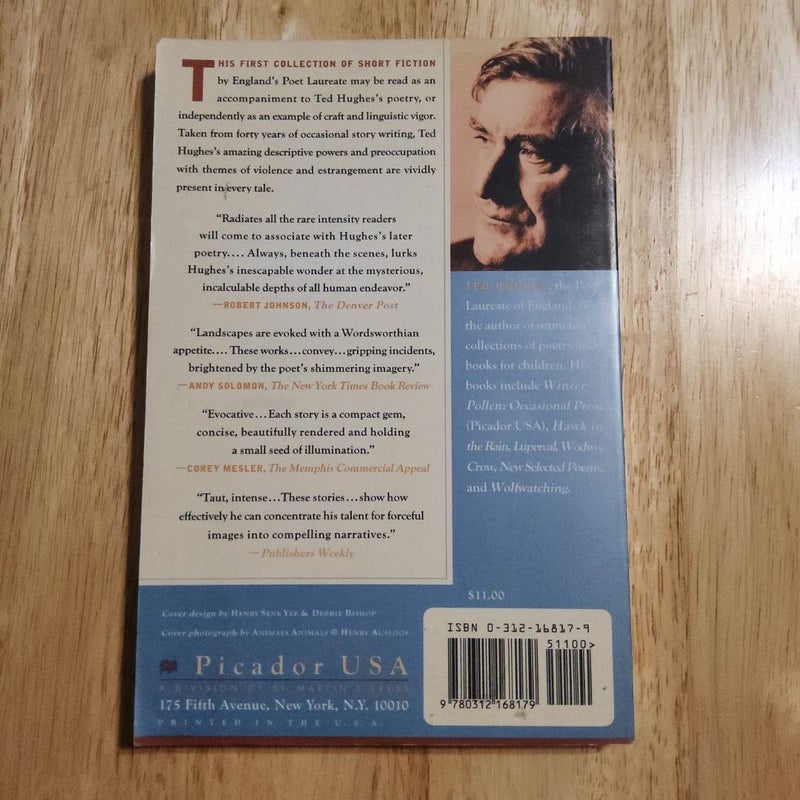 THIS FIRST COLLECTION OF SHORT FICTION
by England's Poet Laureate may be read as an
accompaniment to Ted Hughes's poetry, or
independently as an example of craft and linguistic vigor.
Taken from forty years of occasional story writing, Ted
Hughes's amazing descriptive powers and preoccupation
with themes of violence and estrangement are vividly
present in every tale.
“Radiates all the rare intensity readers
will come to associate with Hughes's later
poetry.... Always, beneath the scenes, lurks
Hughes's inescapable wonder at the mysterious,
incalculable depths of all human endeavor.”
—ROBERT JOHNSON, The Denver Post
“Landscapes are evoked with a Wordsworthian
appetite.... These works...convey...gripping incidents,
brightened by the poet's shimmering imagery.”
—ANDY SOLOMON, The New York Times Book Review
“Evocative...Each story is a compact gem,
concise, beautifully rendered and holding
a small seed of illumination.”
—COREY MESLER, The Memphis Commercial Appeal
“Taut, intense...These stories...show how
effectively he can concentrate his talent for forceful
images into compelling narratives.”
—Publishers Weekly
TED HUGHES, the Poet
Laureate of England,
the author of numerous
collections of poetry and
books for children. His
books include Winter
Pollen: Occasional Prose
(Picador USA), Hawk in
the Rain, Lupercal, Wodwo,
Crow, New Selected Poems,
and Wolfwatching.
$11.00
Cover design by HENRY SENE YEE & DEBBIE BISHOP
Cover photograph by ANIMALS ANIMALS © HENRY AUSLOOS
Picador USA
A DIVISION OF ST. MARTIN'S PRESS
175 Fifth Avenue, New York, N.Y. 10010
PRINTED IN THE U.S.A.
ISBN 0-312-16817-9
51100>
9 780312 168179